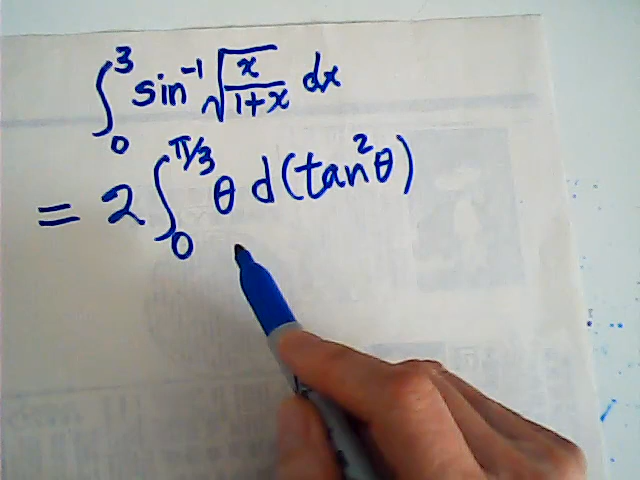 ∫₀³ sin⁻¹ √(x/(1+x)) dx
= 2 ∫₀^(π/3) θ d(tan²θ)